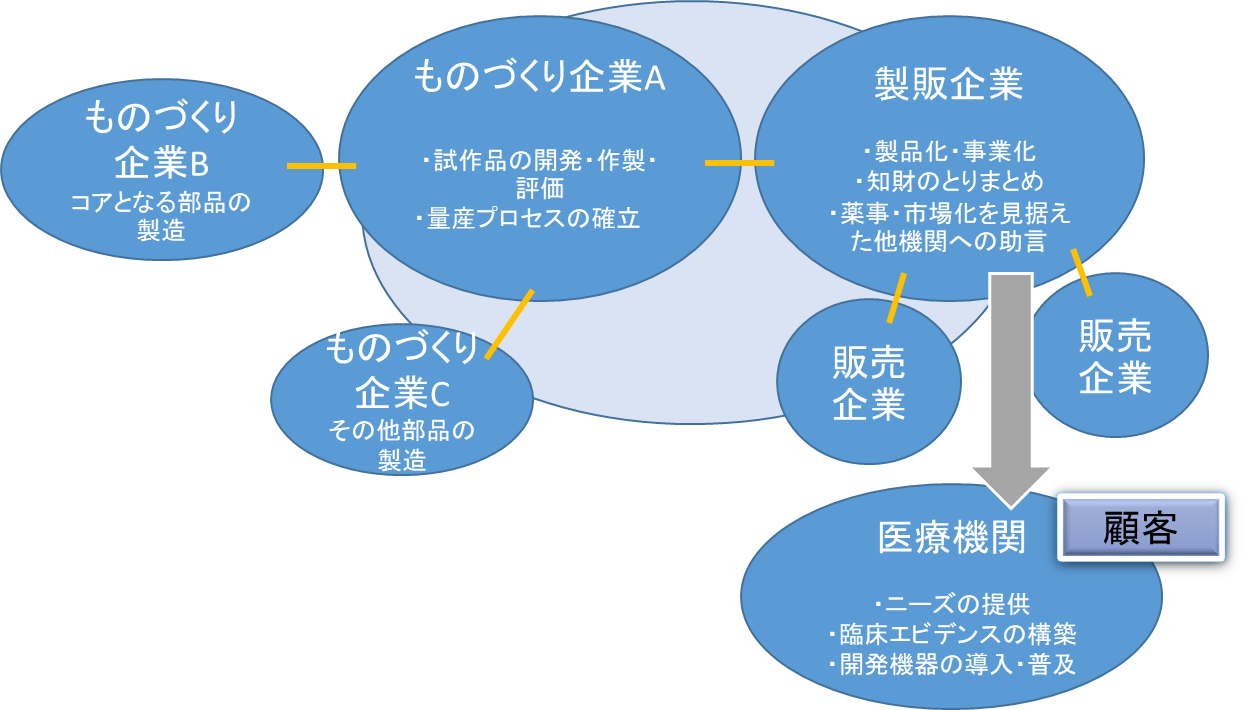 ものづくり企業A
・試作品の開発・作製・
評価
・量産プロセスの確立
製販企業
・製品化・事業化
・知財のとりまとめ
・薬事・市場化を見据え
た他機関への助言
ものづくり
企業B
コアとなる部品の
製造
ものづくり
企業C
その他部品の
製造
販売
企業
販売
企業
医療機関
・ニーズの提供
・臨床エビデンスの構築
・開発機器の導入・普及
顧客